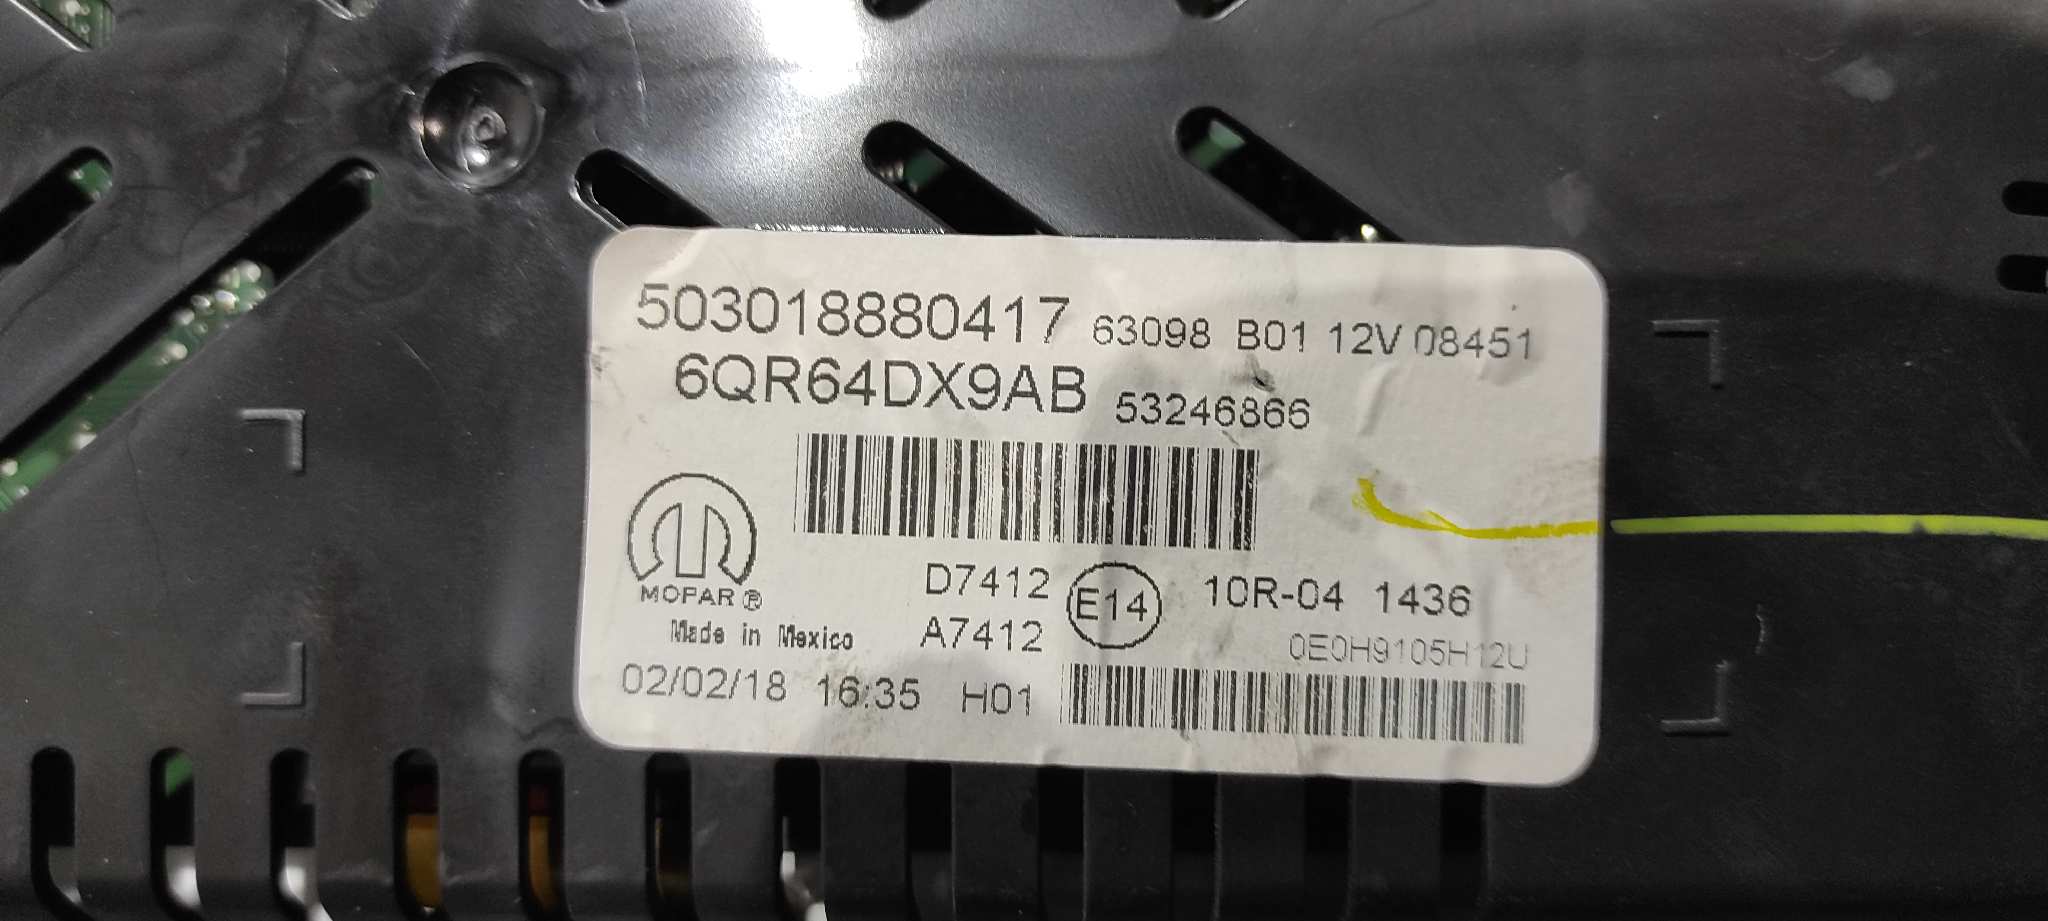 503018880417 63098 B01 12V 08451
6QR64DX9AB 53246866
MOPAR ®
D7412 E14 10R-04 1436
Made in Mexico A7412 0E0H9105H12U
02/02/18 16:35 H01